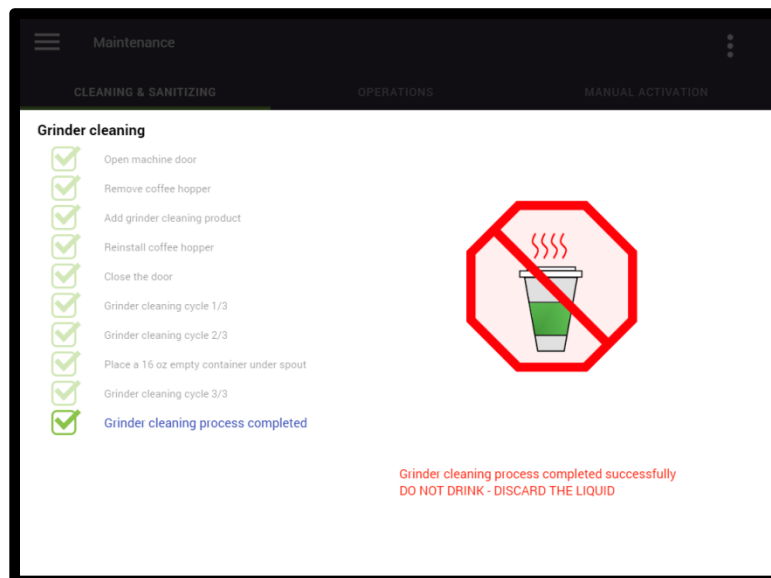 Maintenance
CLEANING & SANITIZING
OPERATIONS
MANUAL ACTIVATION
Grinder cleaning
Open machine door
Remove coffee hopper
Add grinder cleaning product
Reinstall coffee hopper
Close the door
Grinder cleaning cycle 1/3
Grinder cleaning cycle 2/3
Place a 16 oz empty container under spout
Grinder cleaning cycle 3/3
Grinder cleaning process completed
Grinder cleaning process completed successfully
DO NOT DRINK - DISCARD THE LIQUID